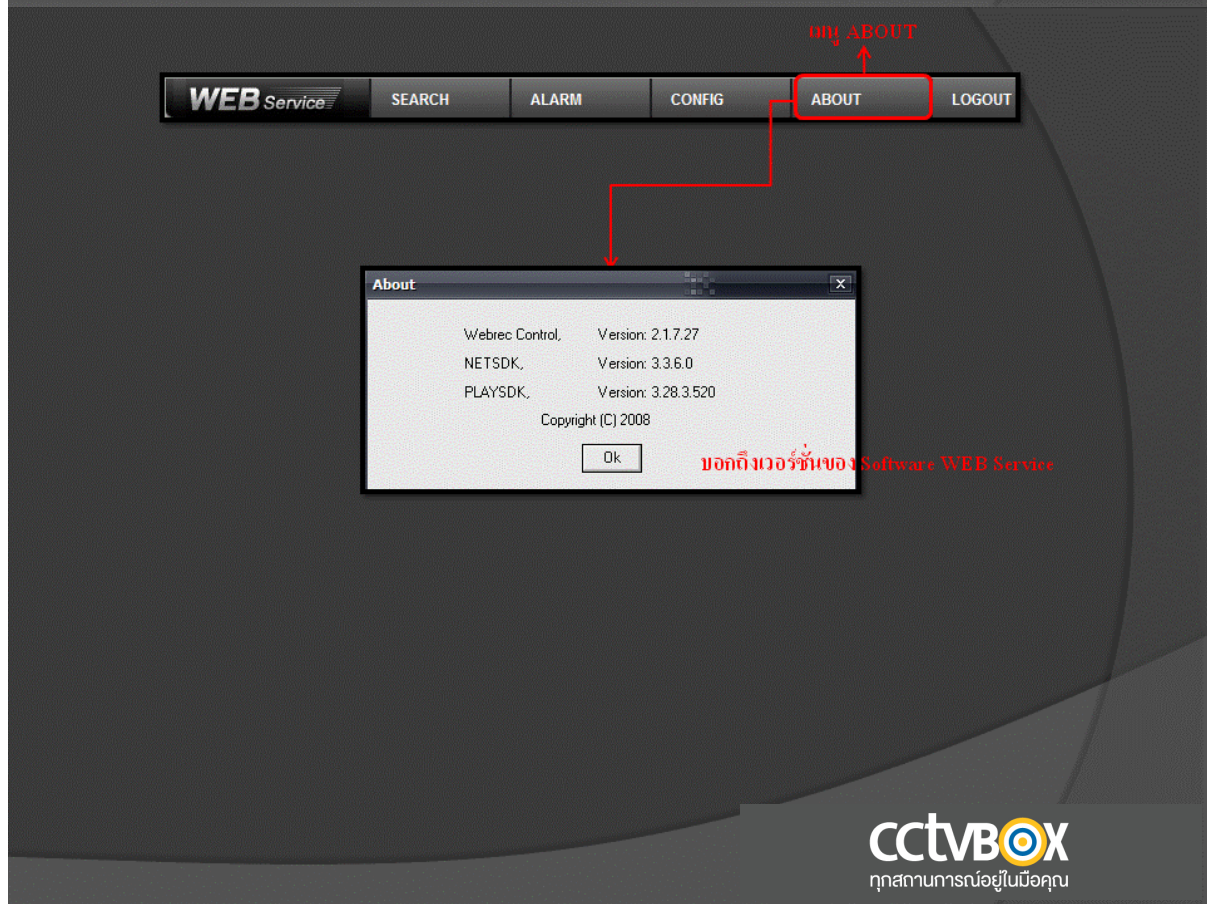 เมนู ABOUT
WEB Service SEARCH ALARM CONFIG ABOUT LOGOUT
About X
Webrec Control, Version: 2.1.7.27
NETSDK, Version: 3.3.6.0
PLAYSDK, Version: 3.28.3.520
Copyright (C) 2008
Ok
บอกถึงเวอร์ชั่นของ Software WEB Service
cctvBOX
ทุกสถานการณ์อยู่ในมือคุณ